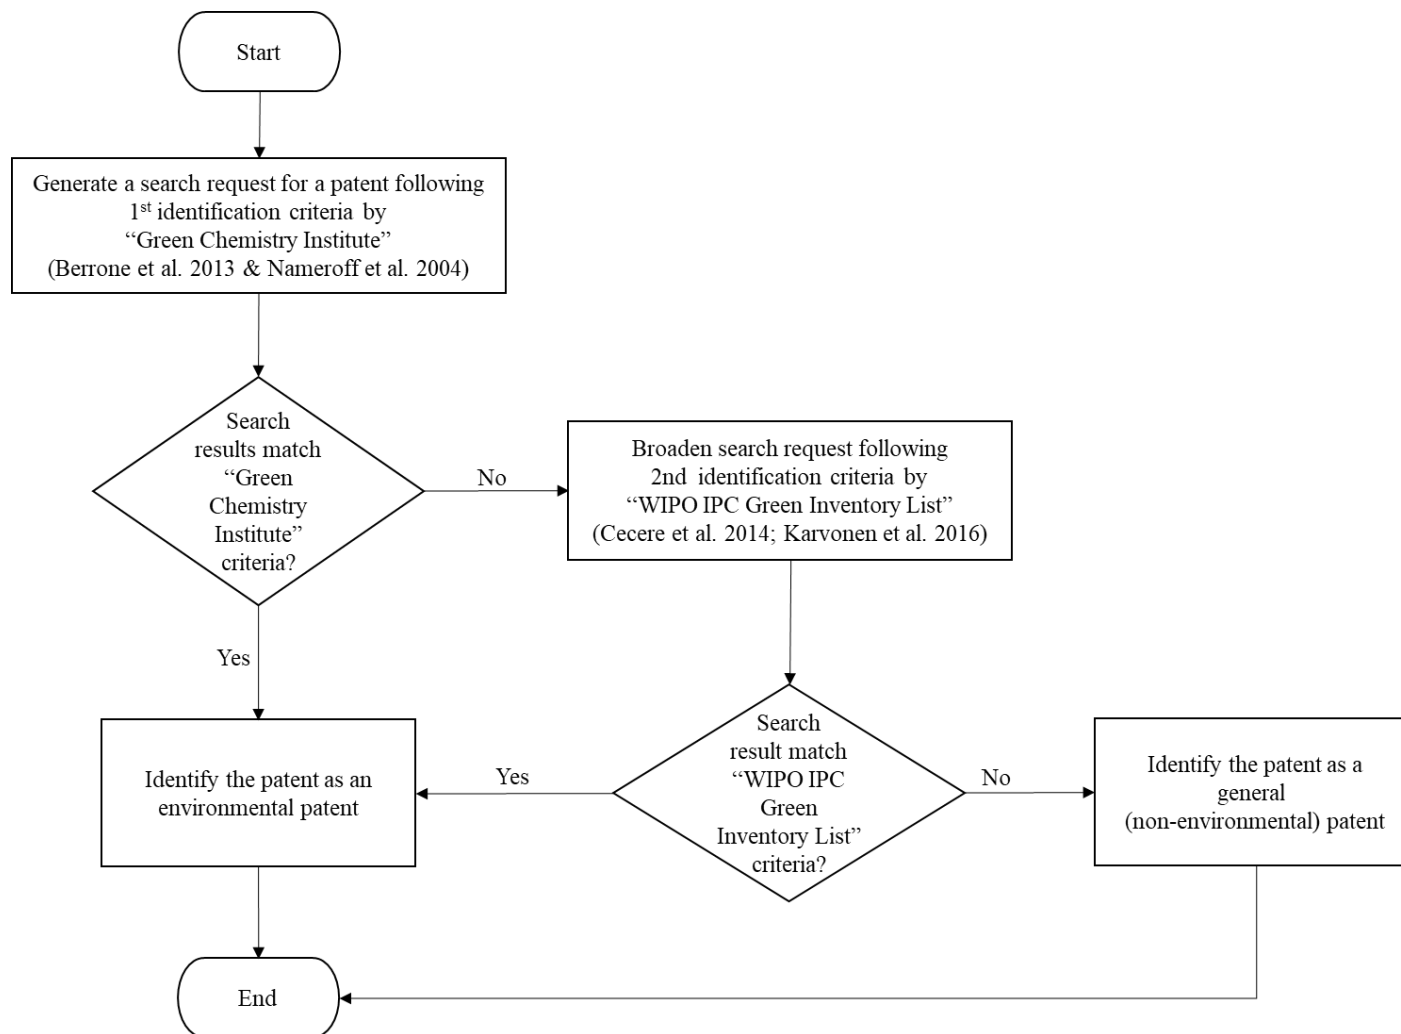 Start
Generate a search request for a patent following
1st identification criteria by
“Green Chemistry Institute”
(Berrone et al. 2013 & Nameroff et al. 2004)
Search
results match
“Green
Chemistry
Institute”
criteria?
No
Broaden search request following
2nd identification criteria by
“WIPO IPC Green Inventory List”
(Cecere et al. 2014; Karvonen et al. 2016)
Yes
Identify the patent as an
environmental patent
Yes
Search
result match
“WIPO IPC
Green
Inventory List”
criteria?
No
Identify the patent as a
general
(non-environmental) patent
End